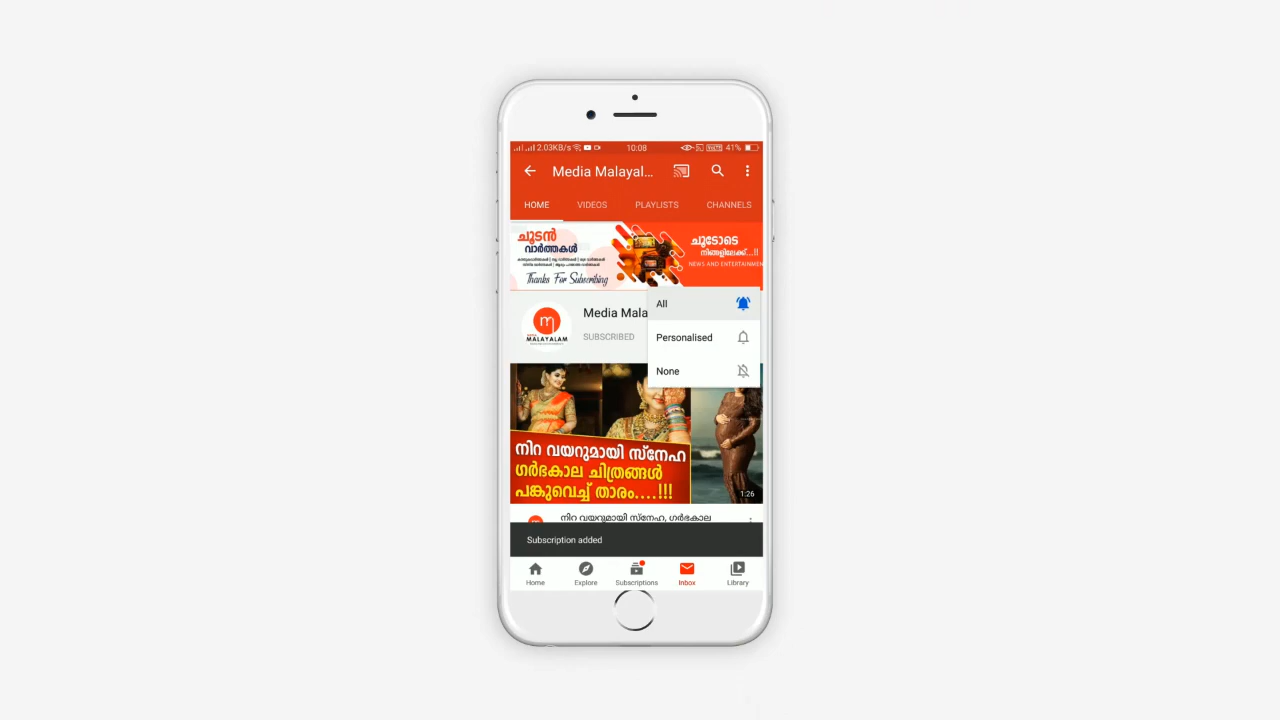 2.03KB/s 10:08 41%
Media Malayal...
HOME VIDEOS PLAYLISTS CHANNELS
ചൂടൻ
വാർത്തകൾ
Thanks For Subscribing
ചൂടോടെ
നിങ്ങളിലേക്ക്...!!
NEWS AND ENTERTAINMEN
Media Mala
SUBSCRIBED
MALAYALAM
All
Personalised
None
നിറ വയറുമായി സ്നേഹ
ഗർഭകാല ചിത്രങ്ങൾ
പങ്കുവെച്ച് താരം....!!!
1:26
നിറ വയറുമായി സ്നേഹ, ഗർഭകാല
Subscription added
Home Explore Subscriptions Inbox Library